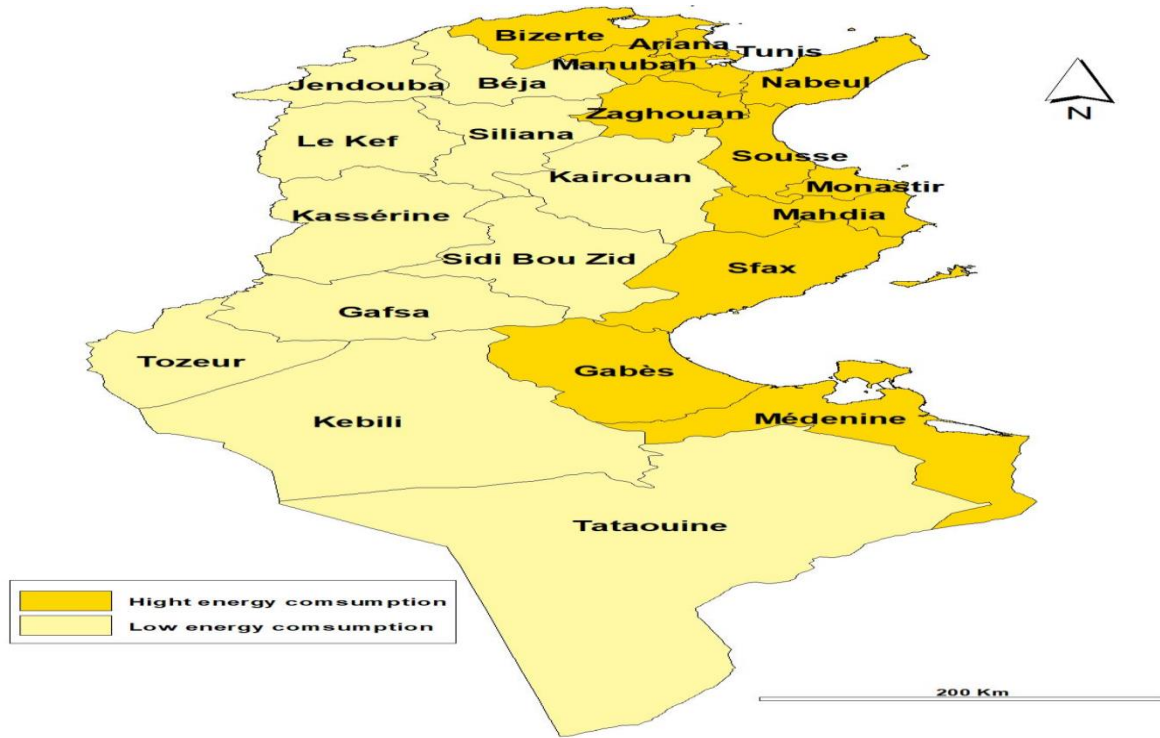 Bizerte
Ariana
Tunis
Manubah
Nabeul
Jendouba
Béja
Zaghouan
Le Kef
Siliana
Sousse
Kairouan
Monastir
Kassérine
Mahdia
Sidi Bou Zid
Sfax
Gafsa
Tozeur
Gabès
Kebili
Médenine
Tataouine
N
Hight energy comsumption
Low energy comsumption
200 Km